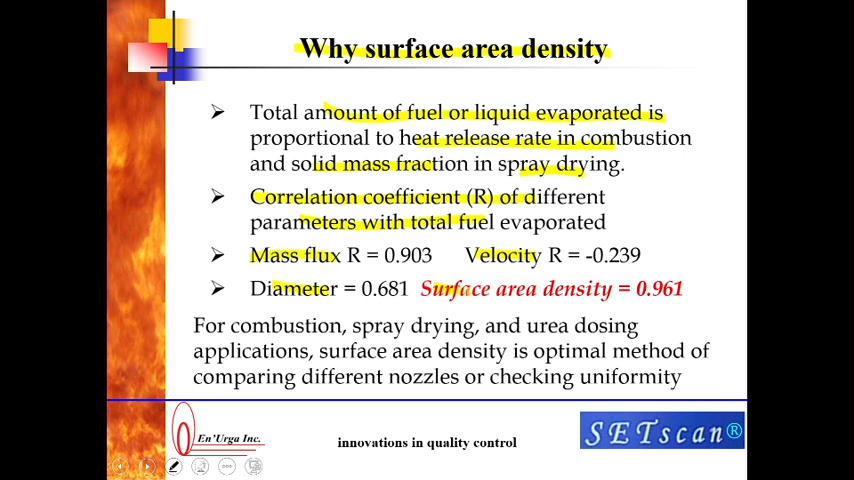 Why surface area density
Total amount of fuel or liquid evaporated is
proportional to heat release rate in combustion
and solid mass fraction in spray drying.
Correlation coefficient (R) of different
parameters with total fuel evaporated
Mass flux R = 0.903 Velocity R = -0.239
Diameter = 0.681 Surface area density = 0.961
For combustion, spray drying, and urea dosing
applications, surface area density is optimal method of
comparing different nozzles or checking uniformity
En'Urga Inc.
innovations in quality control
SETscan®